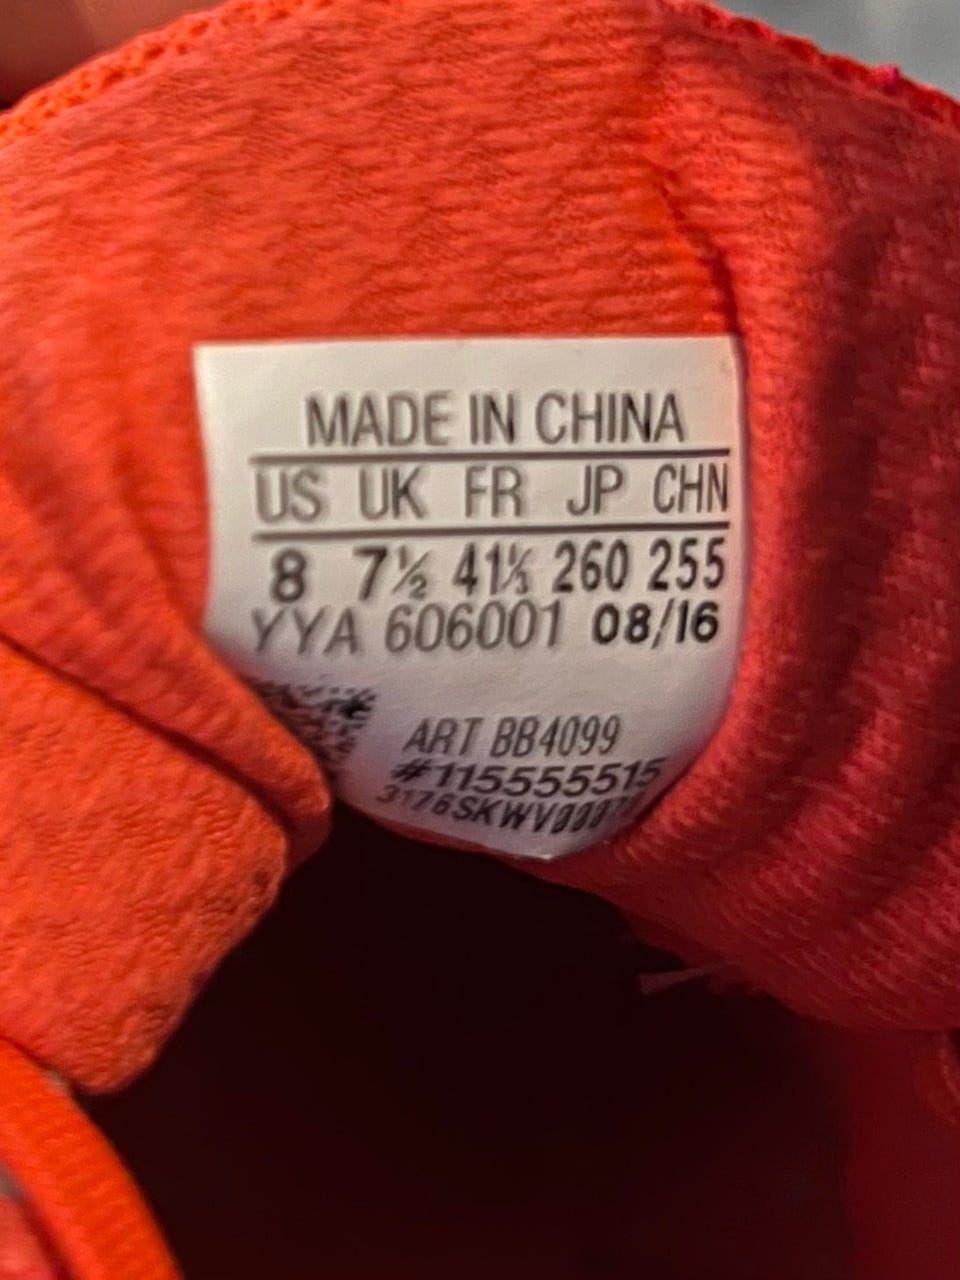 MADE IN CHINA
US UK FR JP CHN
8 7½ 41⅓ 260 255
YYA 606001 08/16
ART BB4099
#115555515